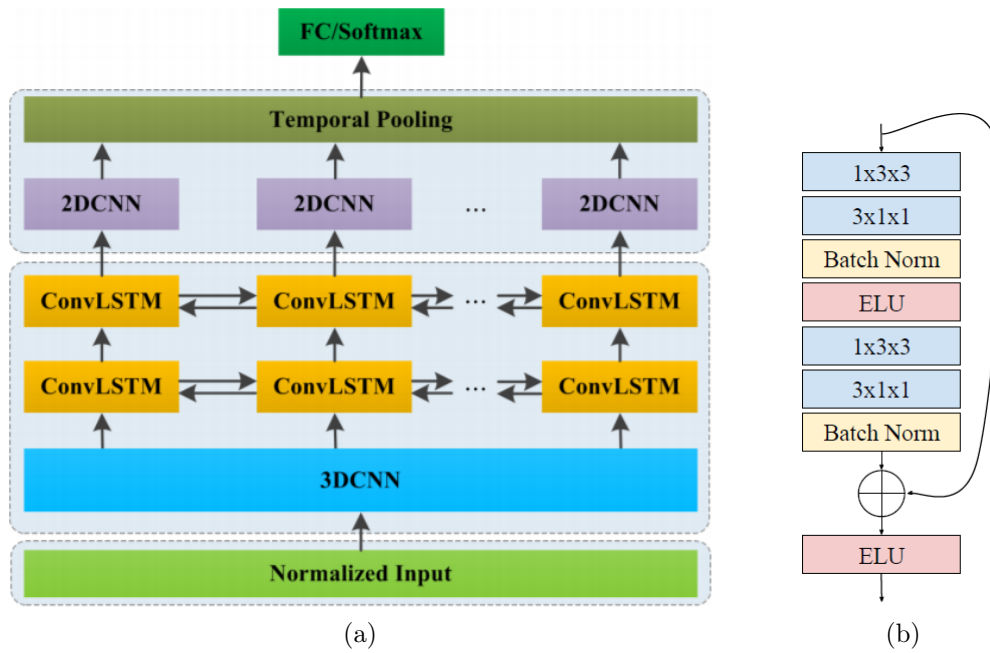 FC/Softmax
Temporal Pooling
2DCNN 2DCNN ... 2DCNN
ConvLSTM ConvLSTM ... ConvLSTM
ConvLSTM ConvLSTM ... ConvLSTM
3DCNN
Normalized Input
(a)
1x3x3
3x1x1
Batch Norm
ELU
1x3x3
3x1x1
Batch Norm
ELU
(b)